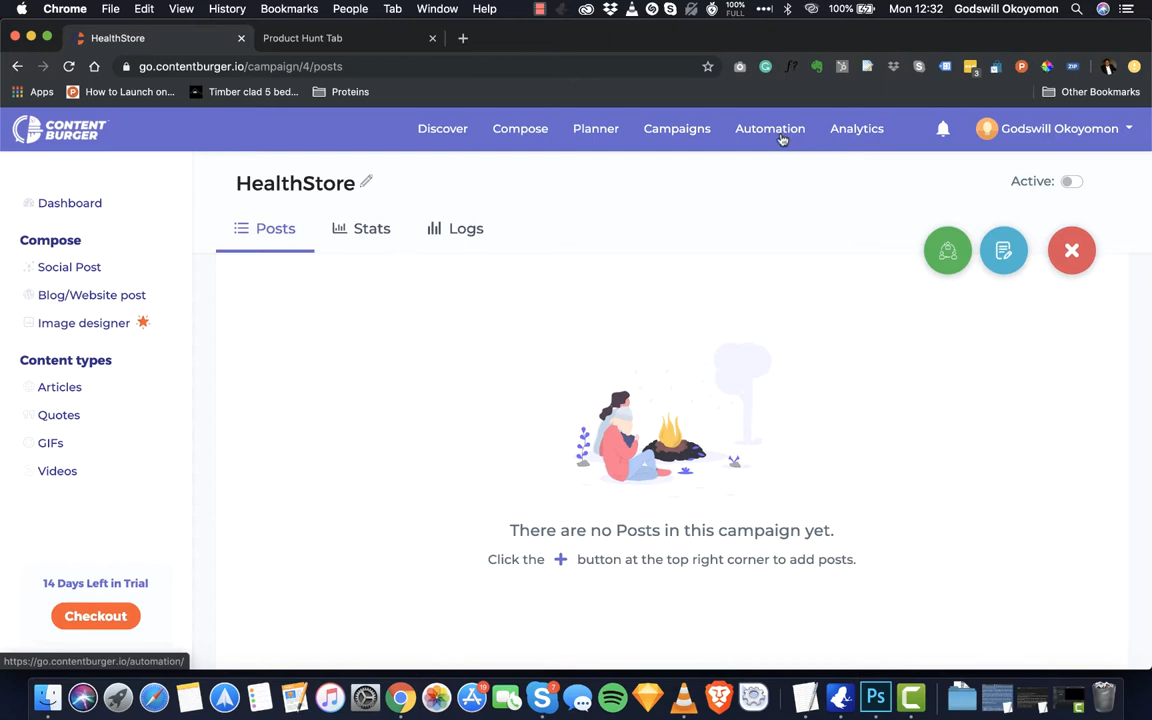 Chrome File Edit View History Bookmarks People Tab Window Help 100% FULL 100% Mon 12:32 Godswill Okoyomon
HealthStore Product Hunt Tab
go.contentburger.io/campaign/4/posts
Apps How to Launch on... Timber clad 5 bed... Proteins Other Bookmarks
CONTENT BURGER Discover Compose Planner Campaigns Automation Analytics Godswill Okoyomon
HealthStore Active:
Dashboard
Posts Stats Logs
Compose
Social Post
Blog/Website post
Image designer
Content types
Articles
Quotes
GIFs
Videos
There are no Posts in this campaign yet.
Click the + button at the top right corner to add posts.
14 Days Left in Trial
Checkout
https://go.contentburger.io/automation/